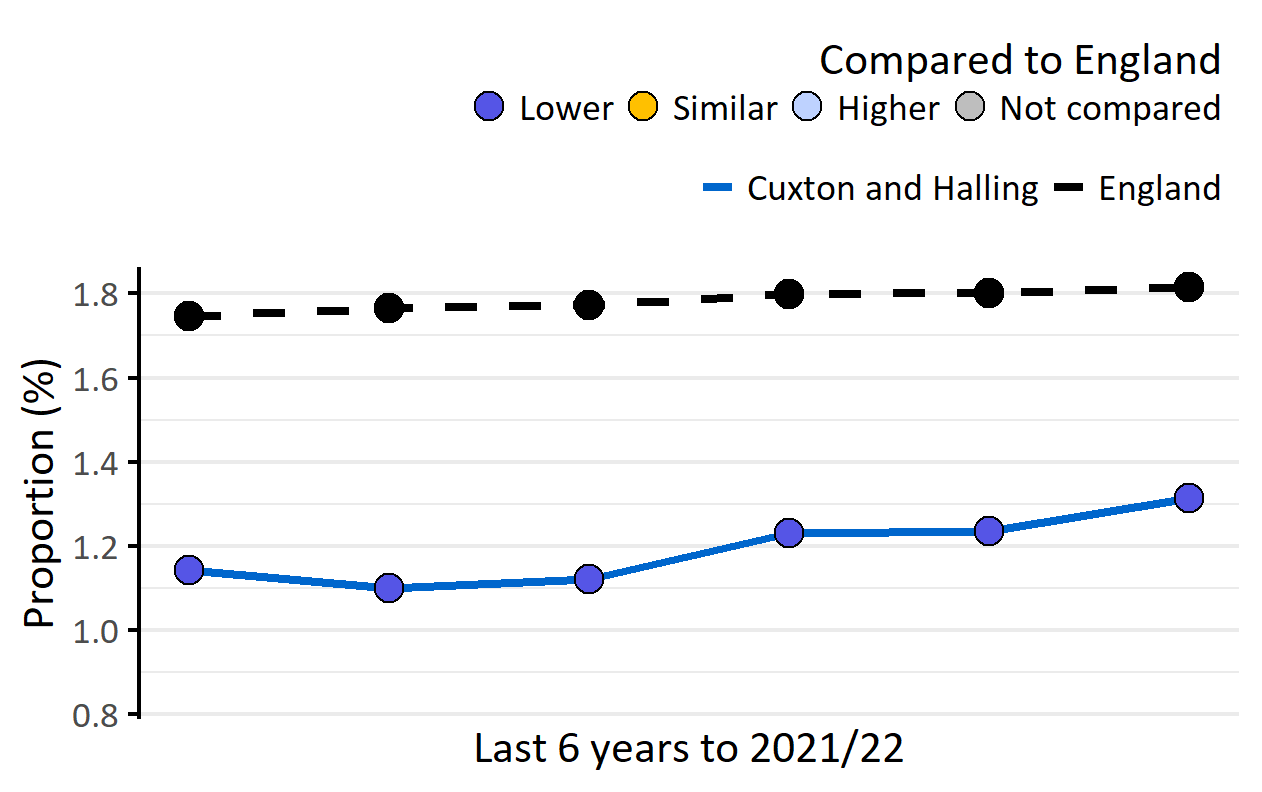 Compared to England
Lower Similar Higher Not compared
Cuxton and Halling England
Proportion (%)
1.8
1.6
1.4
1.2
1.0
0.8
Last 6 years to 2021/22